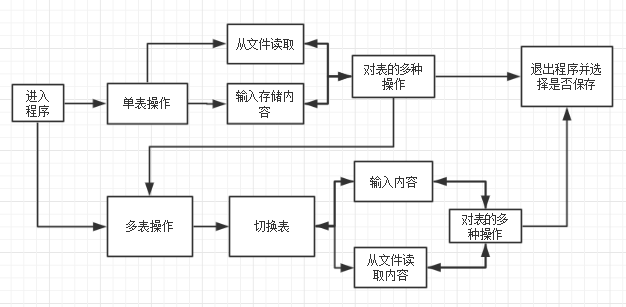 从文件读取
进入
程序
单表操作
输入存储内
容
对表的多种
操作
退出程序并选
择是否保存
多表操作
切换表
输入内容
对表的多
种操作
从文件读
取内容